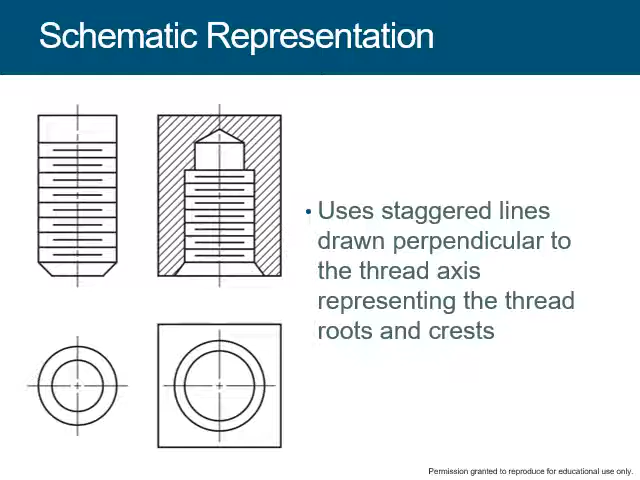 Schematic Representation
• Uses staggered lines
drawn perpendicular to
the thread axis
representing the thread
roots and crests
Permission granted to reproduce for educational use only.